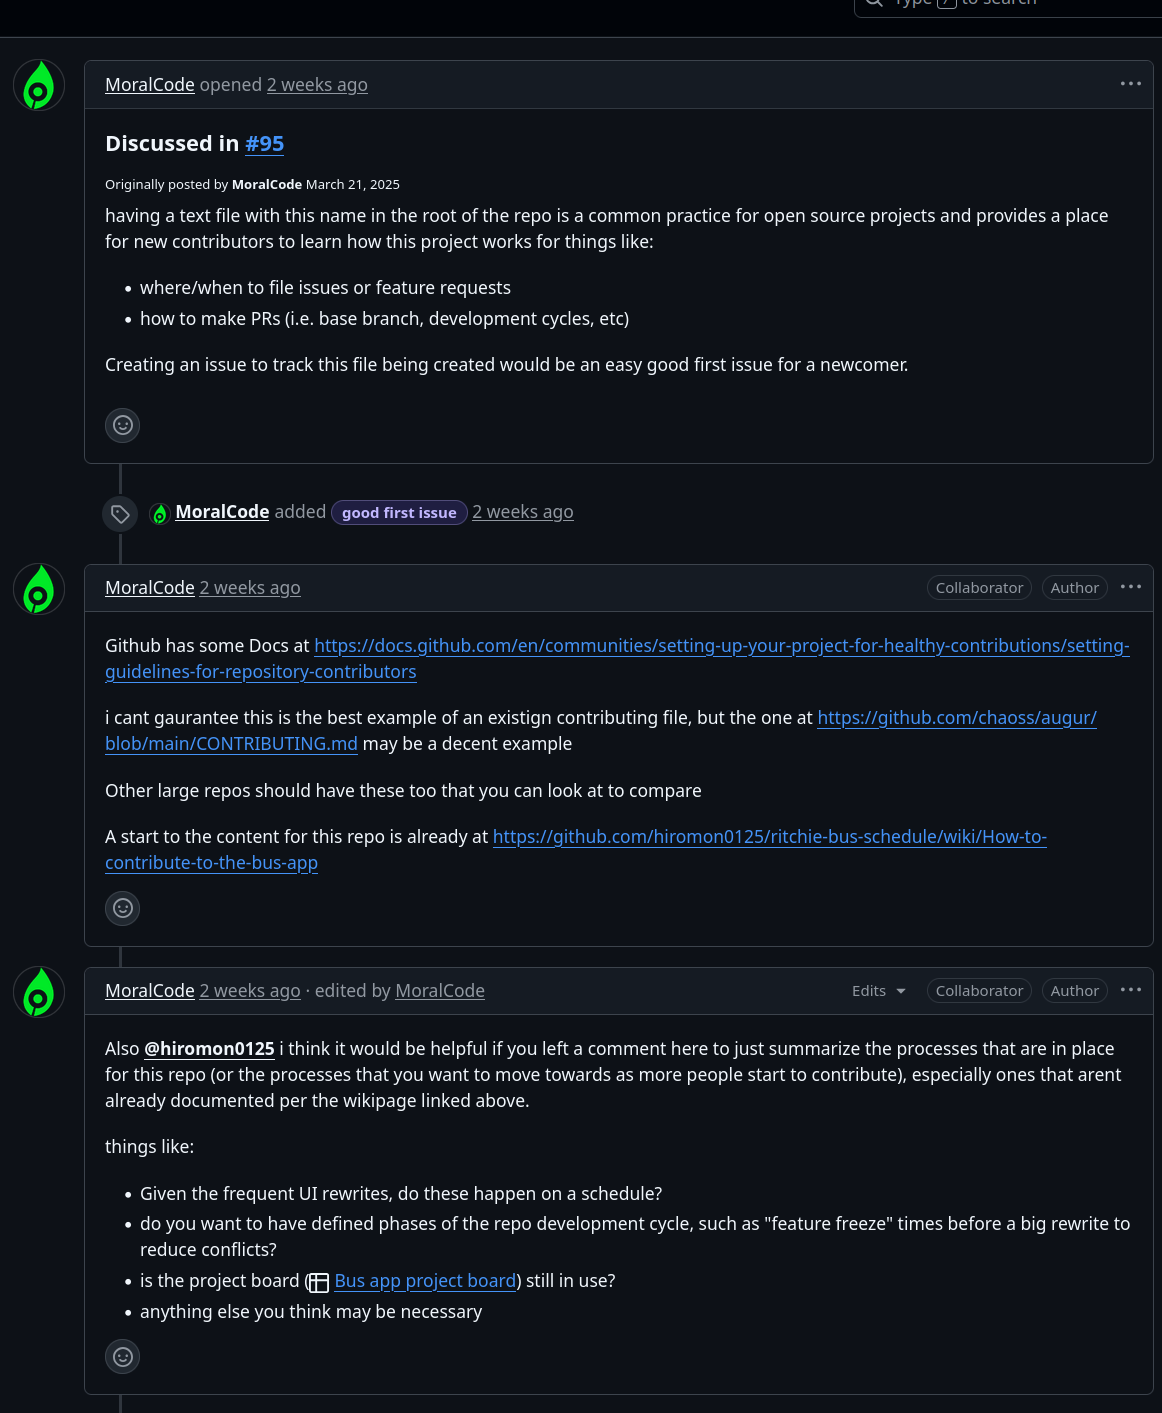 Type / to search
MoralCode opened 2 weeks ago
Discussed in #95
Originally posted by MoralCode March 21, 2025
having a text file with this name in the root of the repo is a common practice for open source projects and provides a place
for new contributors to learn how this project works for things like:
• where/when to file issues or feature requests
• how to make PRs (i.e. base branch, development cycles, etc)
Creating an issue to track this file being created would be an easy good first issue for a newcomer.
MoralCode added good first issue 2 weeks ago
MoralCode 2 weeks ago Collaborator Author
Github has some Docs at https://docs.github.com/en/communities/setting-up-your-project-for-healthy-contributions/setting-
guidelines-for-repository-contributors
i cant gaurantee this is the best example of an existign contributing file, but the one at https://github.com/chaoss/augur/
blob/main/CONTRIBUTING.md may be a decent example
Other large repos should have these too that you can look at to compare
A start to the content for this repo is already at https://github.com/hiromon0125/ritchie-bus-schedule/wiki/How-to-
contribute-to-the-bus-app
MoralCode 2 weeks ago · edited by MoralCode Edits Collaborator Author
Also @hiromon0125 i think it would be helpful if you left a comment here to just summarize the processes that are in place
for this repo (or the processes that you want to move towards as more people start to contribute), especially ones that arent
already documented per the wikipage linked above.
things like:
• Given the frequent UI rewrites, do these happen on a schedule?
• do you want to have defined phases of the repo development cycle, such as "feature freeze" times before a big rewrite to
reduce conflicts?
• is the project board (Bus app project board) still in use?
• anything else you think may be necessary